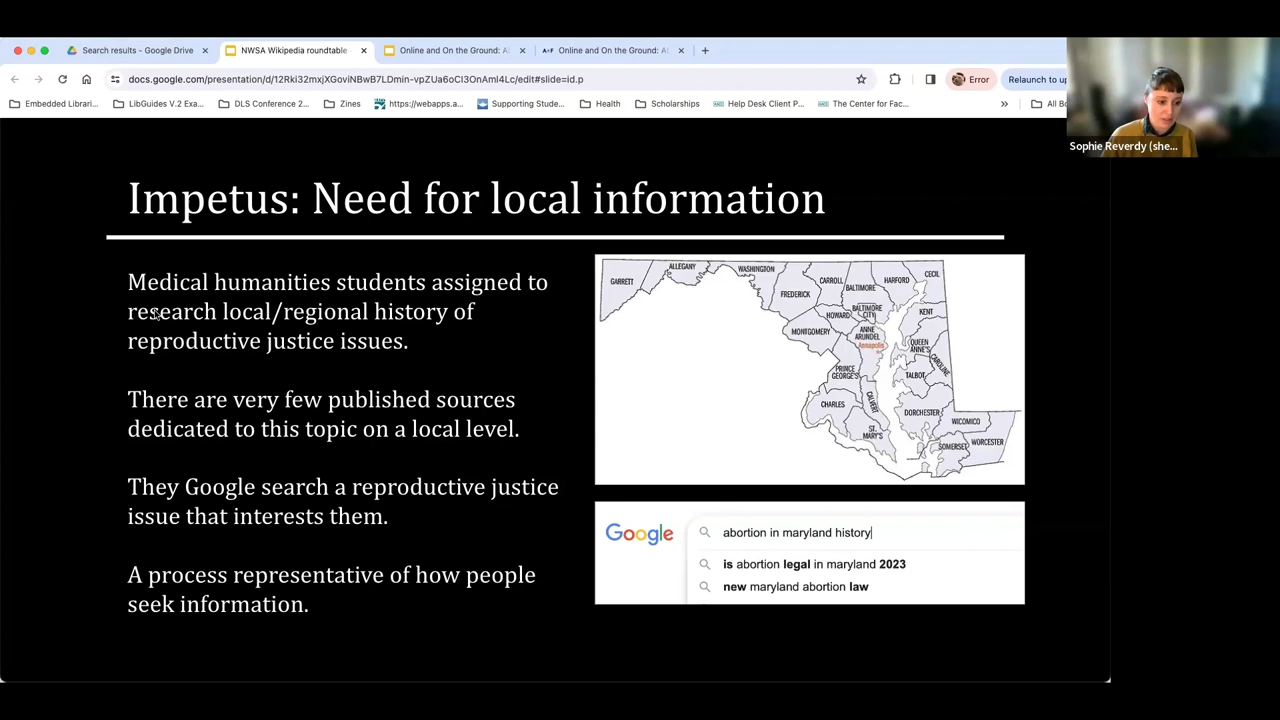 Search results - Google Drive
NWSA Wikipedia roundtable
Online and On the Ground: A
Online and On the Ground: A
docs.google.com/presentation/d/12Rki32mxjXGoviNBwB7LDmin-vpZUa6oCI3OnAmI4Lc/edit#slide=id.p
Error
Relaunch to up
Embedded Librari...
LibGuides V.2 Exa...
DLS Conference 2...
Zines
https://webapps.a...
Supporting Stude...
Health
Scholarships
Help Desk Client P...
The Center for Fac...
»
All Bo
Sophie Reverdy (she...
Impetus: Need for local information
Medical humanities students assigned to
research local/regional history of
reproductive justice issues.
There are very few published sources
dedicated to this topic on a local level.
They Google search a reproductive justice
issue that interests them.
A process representative of how people
seek information.
GARRETT
ALLEGANY
WASHINGTON
FREDERICK
CARROLL
BALTIMORE
HARFORD
CECIL
BALTIMORE
CITY
HOWARD
KENT
MONTGOMERY
ANNE
ARUNDEL
Annapolis
QUEEN
ANNE'S
CAROLINE
PRINCE
GEORGE'S
TALBOT
CALVERT
CHARLES
DORCHESTER
ST.
MARY'S
WICOMICO
SOMERSET
WORCESTER
Google
abortion in maryland history
is abortion legal in maryland 2023
new maryland abortion law